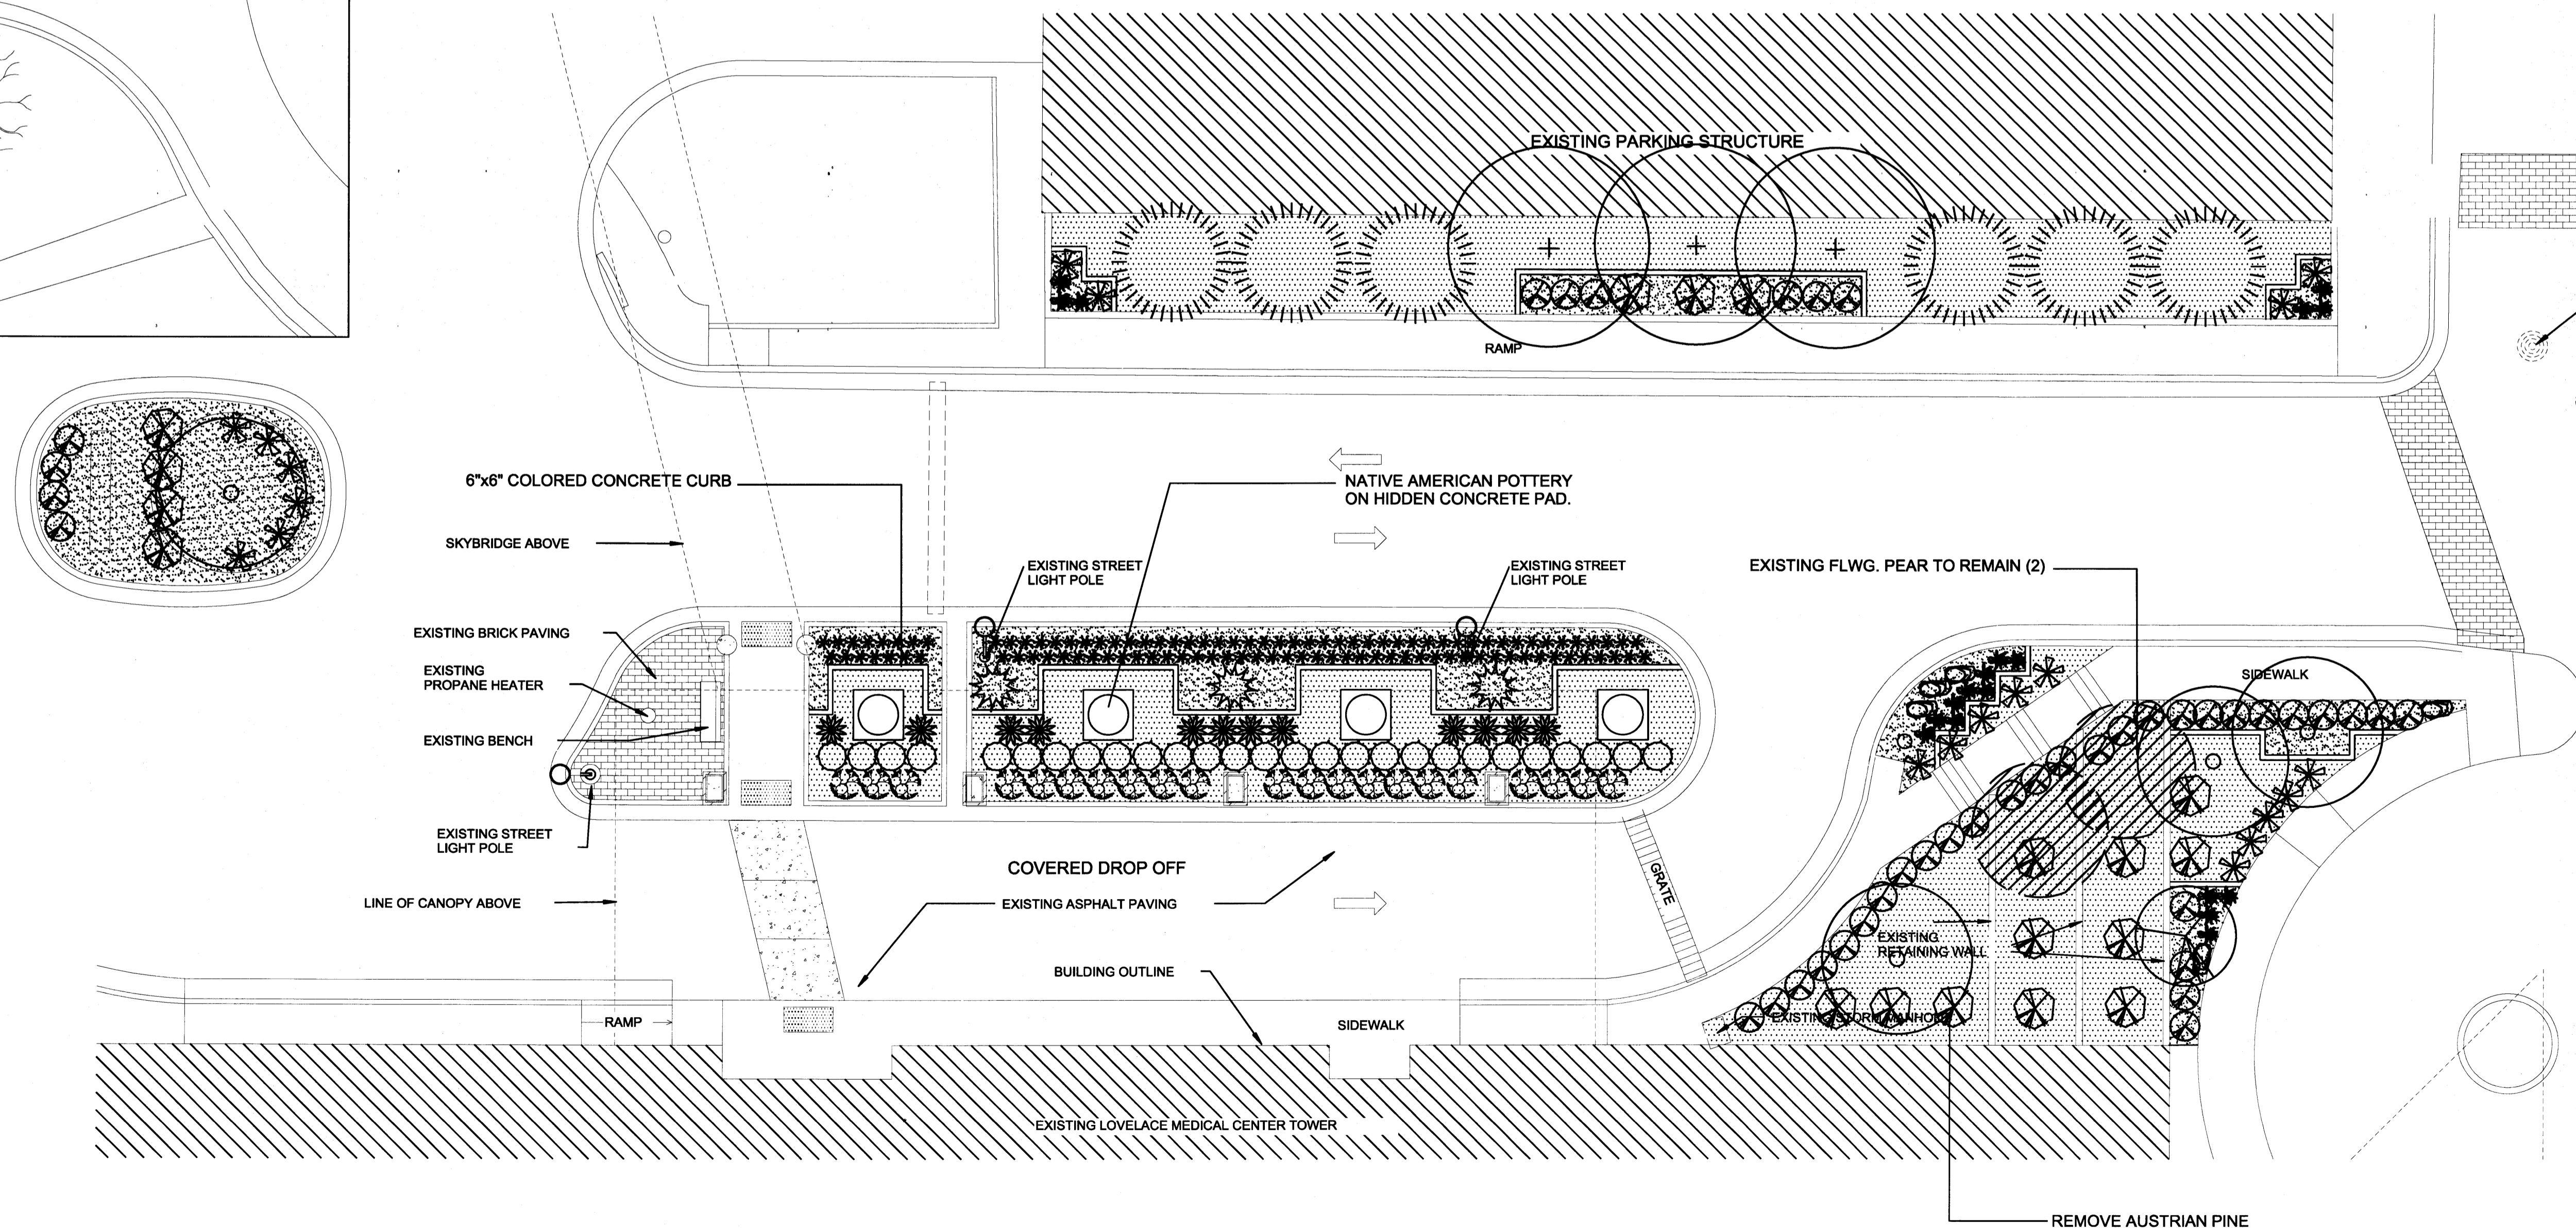 EXISTING PARKING STRUCTURE
RAMP
6"x6" COLORED CONCRETE CURB
NATIVE AMERICAN POTTERY
ON HIDDEN CONCRETE PAD.
SKYBRIDGE ABOVE
EXISTING STREET
LIGHT POLE
EXISTING STREET
LIGHT POLE
EXISTING FLWG. PEAR TO REMAIN (2)
EXISTING BRICK PAVING
EXISTING
PROPANE HEATER
SIDEWALK
EXISTING BENCH
EXISTING STREET
LIGHT POLE
COVERED DROP OFF
GRATE
LINE OF CANOPY ABOVE
EXISTING ASPHALT PAVING
EXISTING
RETAINING WALL
BUILDING OUTLINE
RAMP
SIDEWALK
EXISTING STORM MANHOLE
EXISTING LOVELACE MEDICAL CENTER TOWER
REMOVE AUSTRIAN PINE